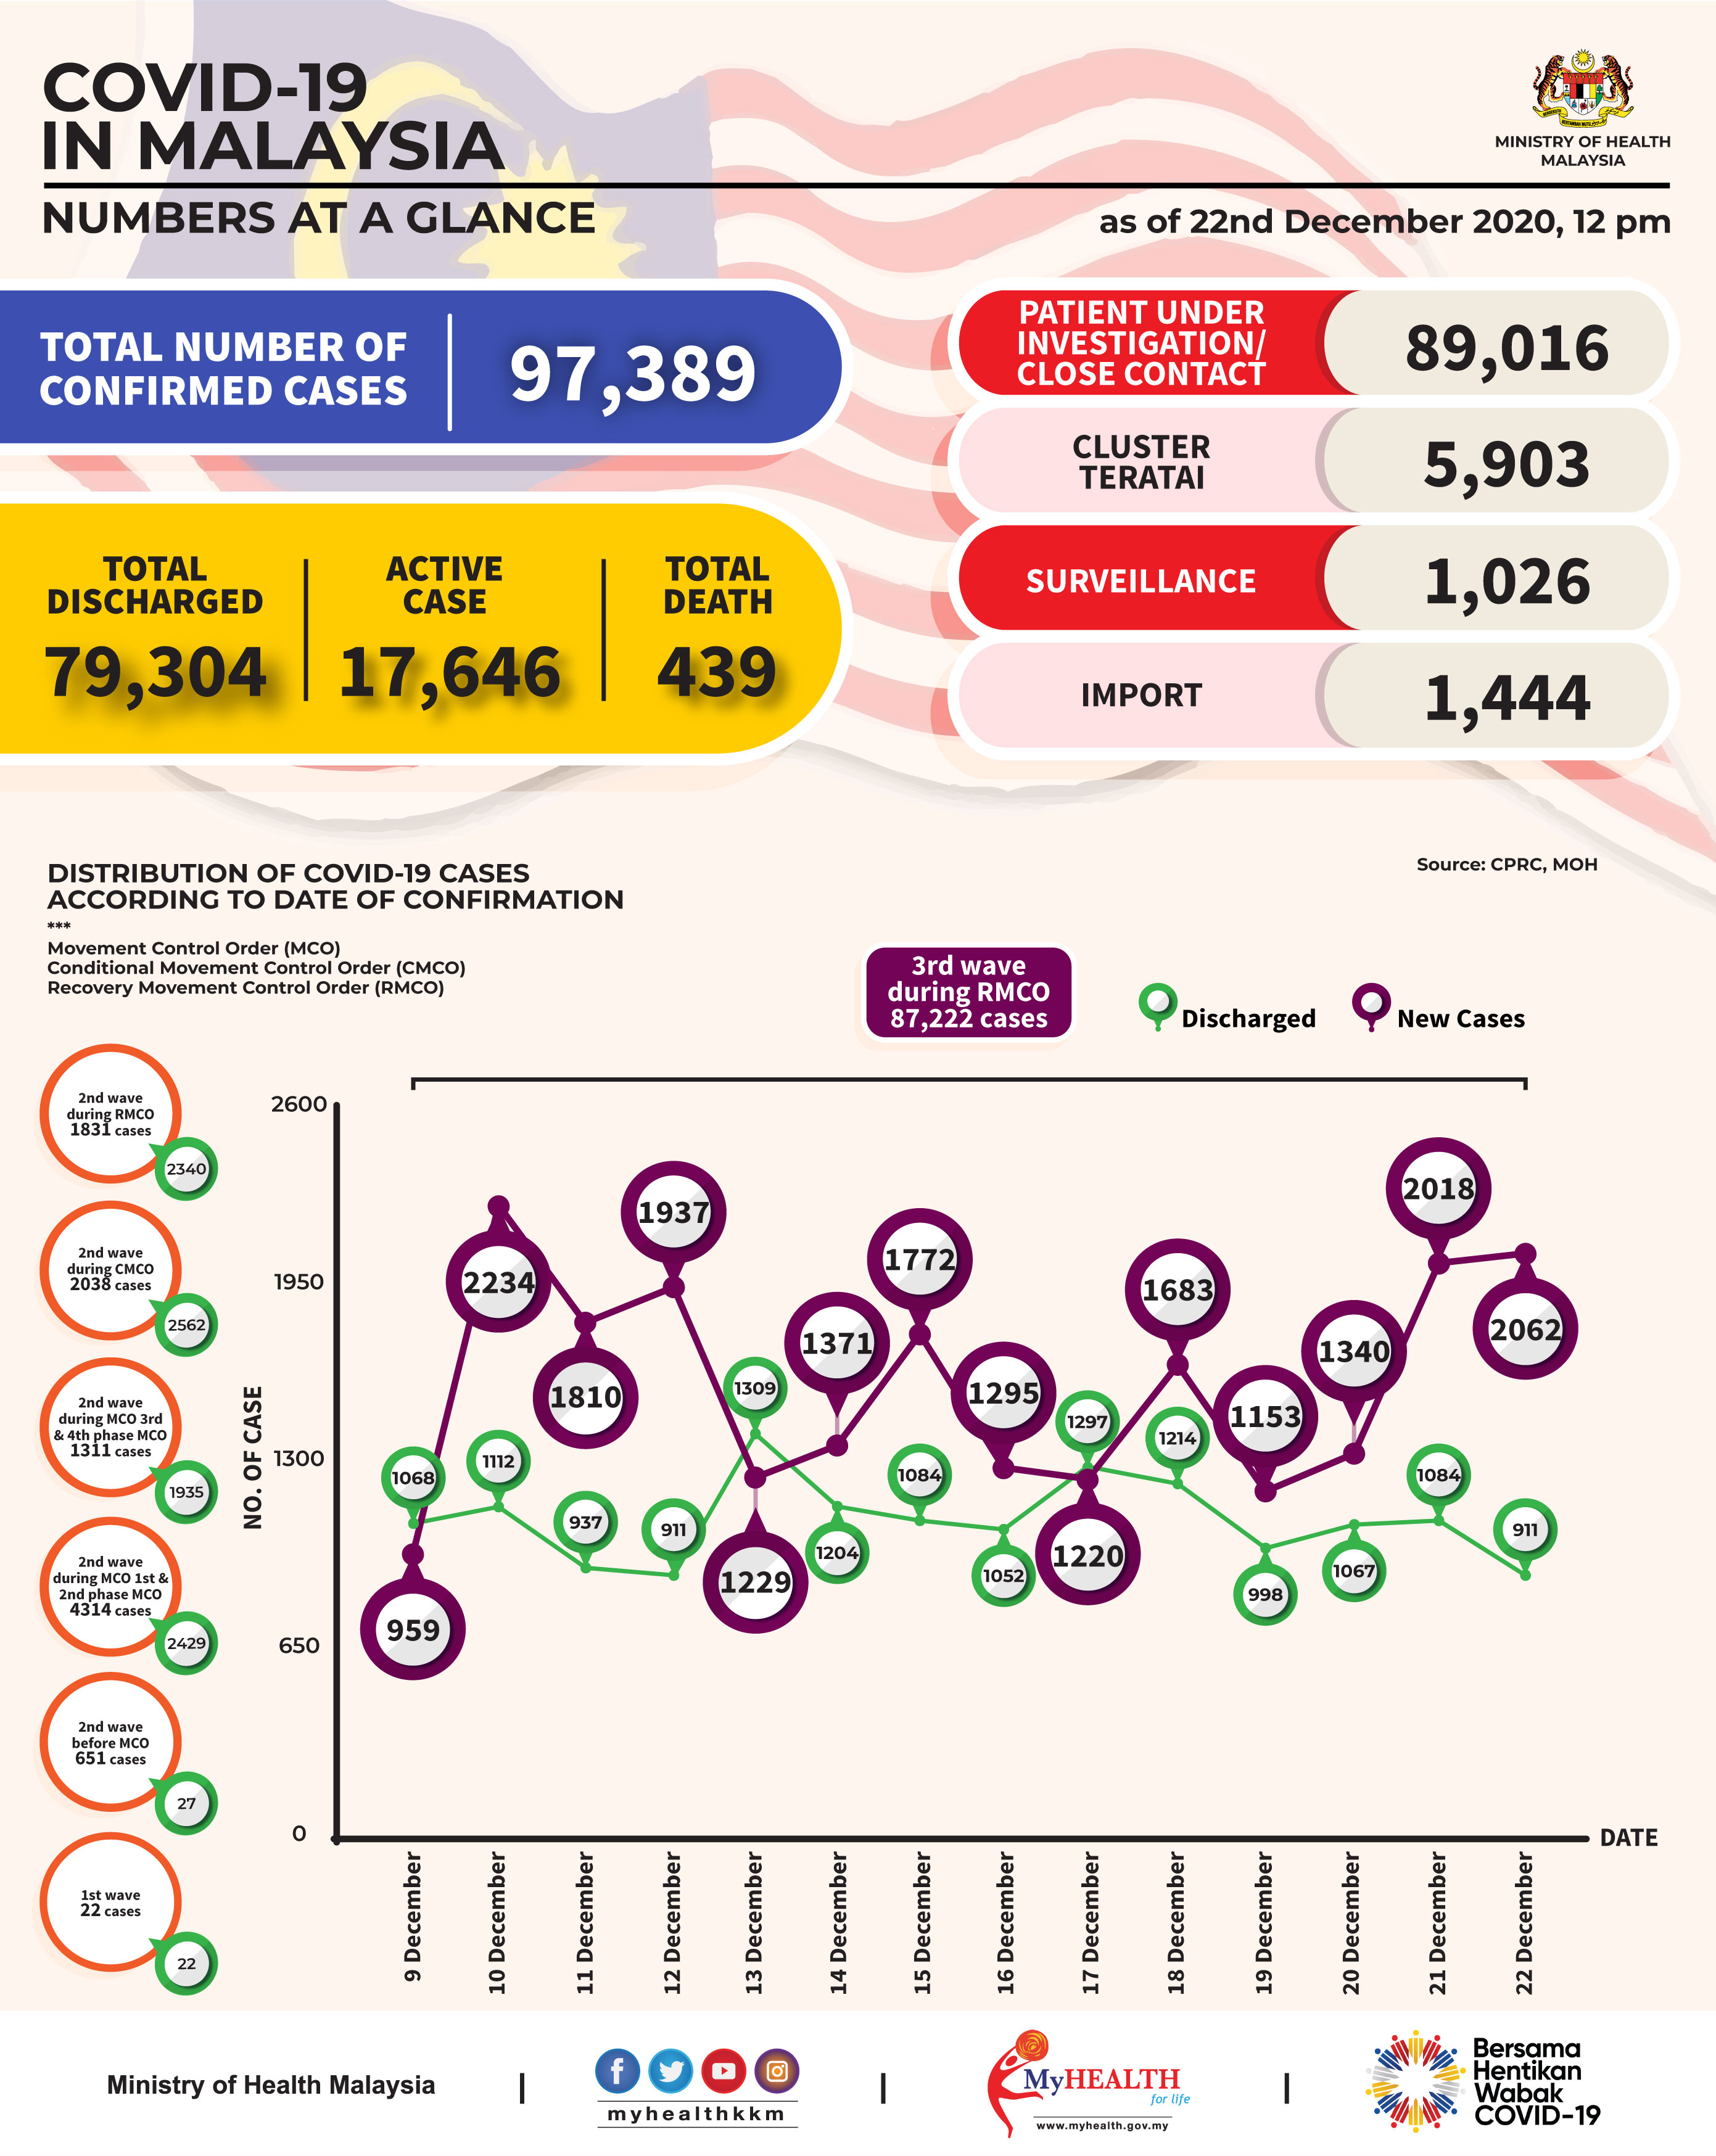 COVID-19
IN MALAYSIA
NUMBERS AT A GLANCE
MINISTRY OF HEALTH
MALAYSIA
as of 22nd December 2020, 12 pm
TOTAL NUMBER OF
CONFIRMED CASES
97,389
TOTAL
DISCHARGED
79,304
ACTIVE
CASE
17,646
TOTAL
DEATH
439
PATIENT UNDER
INVESTIGATION/
CLOSE CONTACT
89,016
CLUSTER
TERATAI
5,903
SURVEILLANCE
1,026
IMPORT
1,444
DISTRIBUTION OF COVID-19 CASES
ACCORDING TO DATE OF CONFIRMATION
***
Movement Control Order (MCO)
Conditional Movement Control Order (CMCO)
Recovery Movement Control Order (RMCO)
Source: CPRC, MOH
3rd wave
during RMCO
87,222 cases
Discharged
New Cases
2nd wave
during RMCO
1831 cases
2340
2nd wave
during CMCO
2038 cases
2562
2nd wave
during MCO 3rd
& 4th phase MCO
1311 cases
1935
2nd wave
during MCO 1st &
2nd phase MCO
4314 cases
2429
2nd wave
before MCO
651 cases
27
1st wave
22 cases
22
NO. OF CASE
2600
1950
1300
650
0
959
2234
1810
1937
1229
1371
1772
1295
1220
1683
1153
1340
2018
2062
1068
1112
937
911
1309
1204
1084
1052
1297
1214
998
1067
1084
911
DATE
9 December
10 December
11 December
12 December
13 December
14 December
15 December
16 December
17 December
18 December
19 December
20 December
21 December
22 December
Ministry of Health Malaysia
myhealthkkm
MyHEALTH
for life
www.myhealth.gov.my
Bersama
Hentikan
Wabak
COVID-19